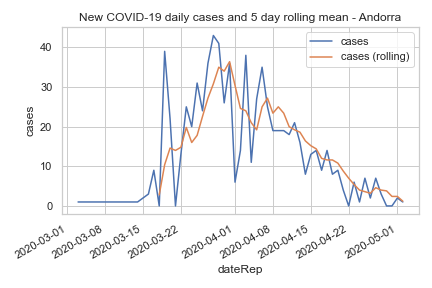 New COVID-19 daily cases and 5 day rolling mean - Andorra
cases
cases (rolling)
40
30
20
10
0
cases
2020-03-01
2020-03-08
2020-03-15
2020-03-22
2020-04-01
2020-04-08
2020-04-15
2020-04-22
2020-05-01
dateRep